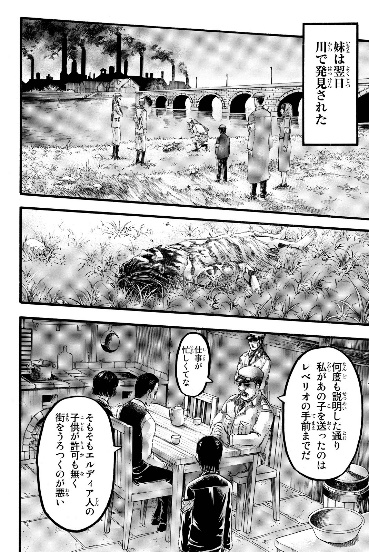 妹は翌日
川で発見された
何度も説明した通り
私があの子を送ったのは
レベリオの手前までだ
仕事が
忙しくてな
そもそもエルディア人の
子供が許可も無く
街をうろつくのが悪い